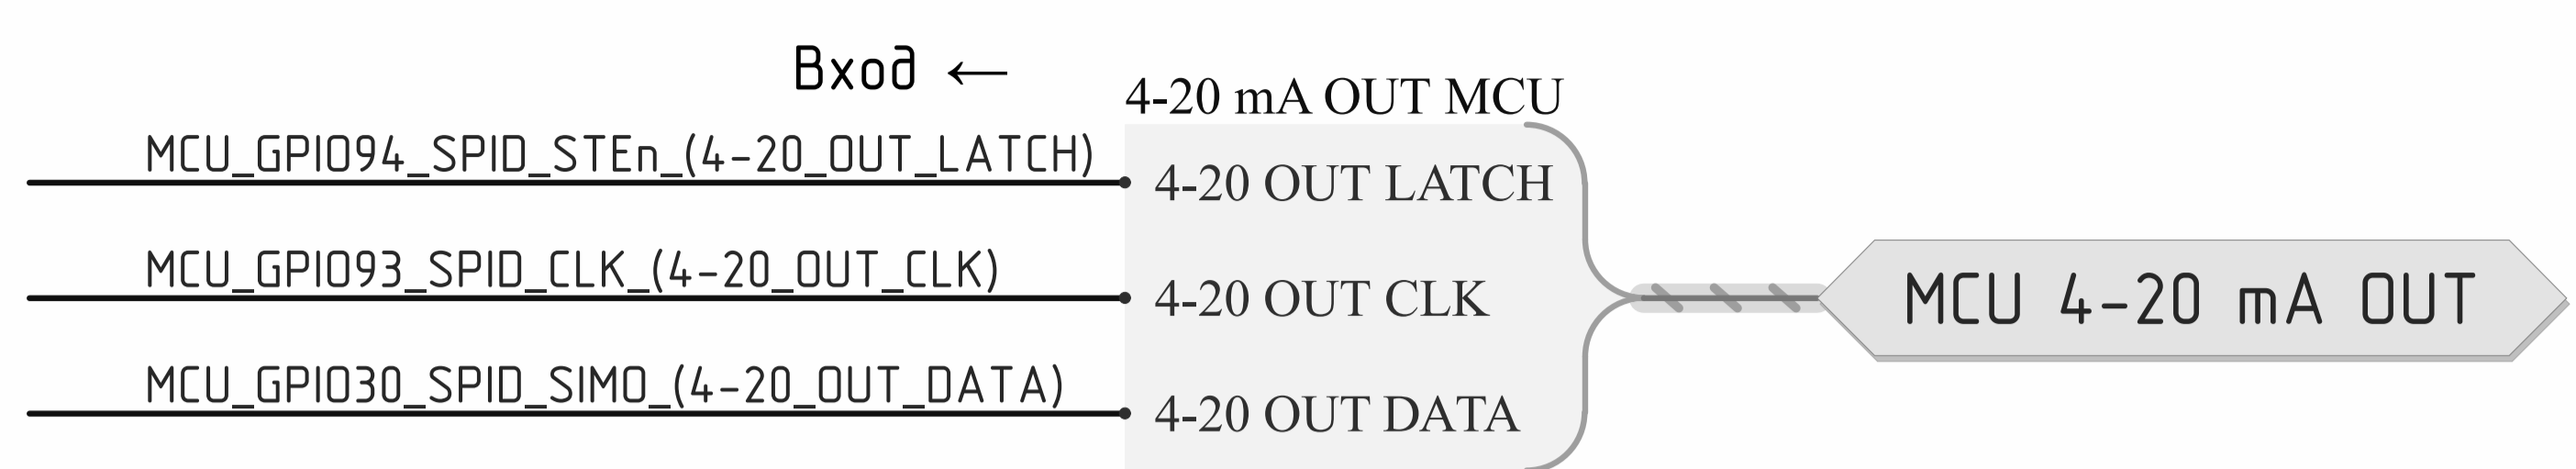 Вход ←
4-20 mA OUT MCU
MCU_GPIO94_SPID_STEn_(4-20_OUT_LATCH)
4-20 OUT LATCH
MCU_GPIO93_SPID_CLK_(4-20_OUT_CLK)
4-20 OUT CLK
MCU 4-20 mA OUT
MCU_GPIO30_SPID_SIMO_(4-20_OUT_DATA)
4-20 OUT DATA